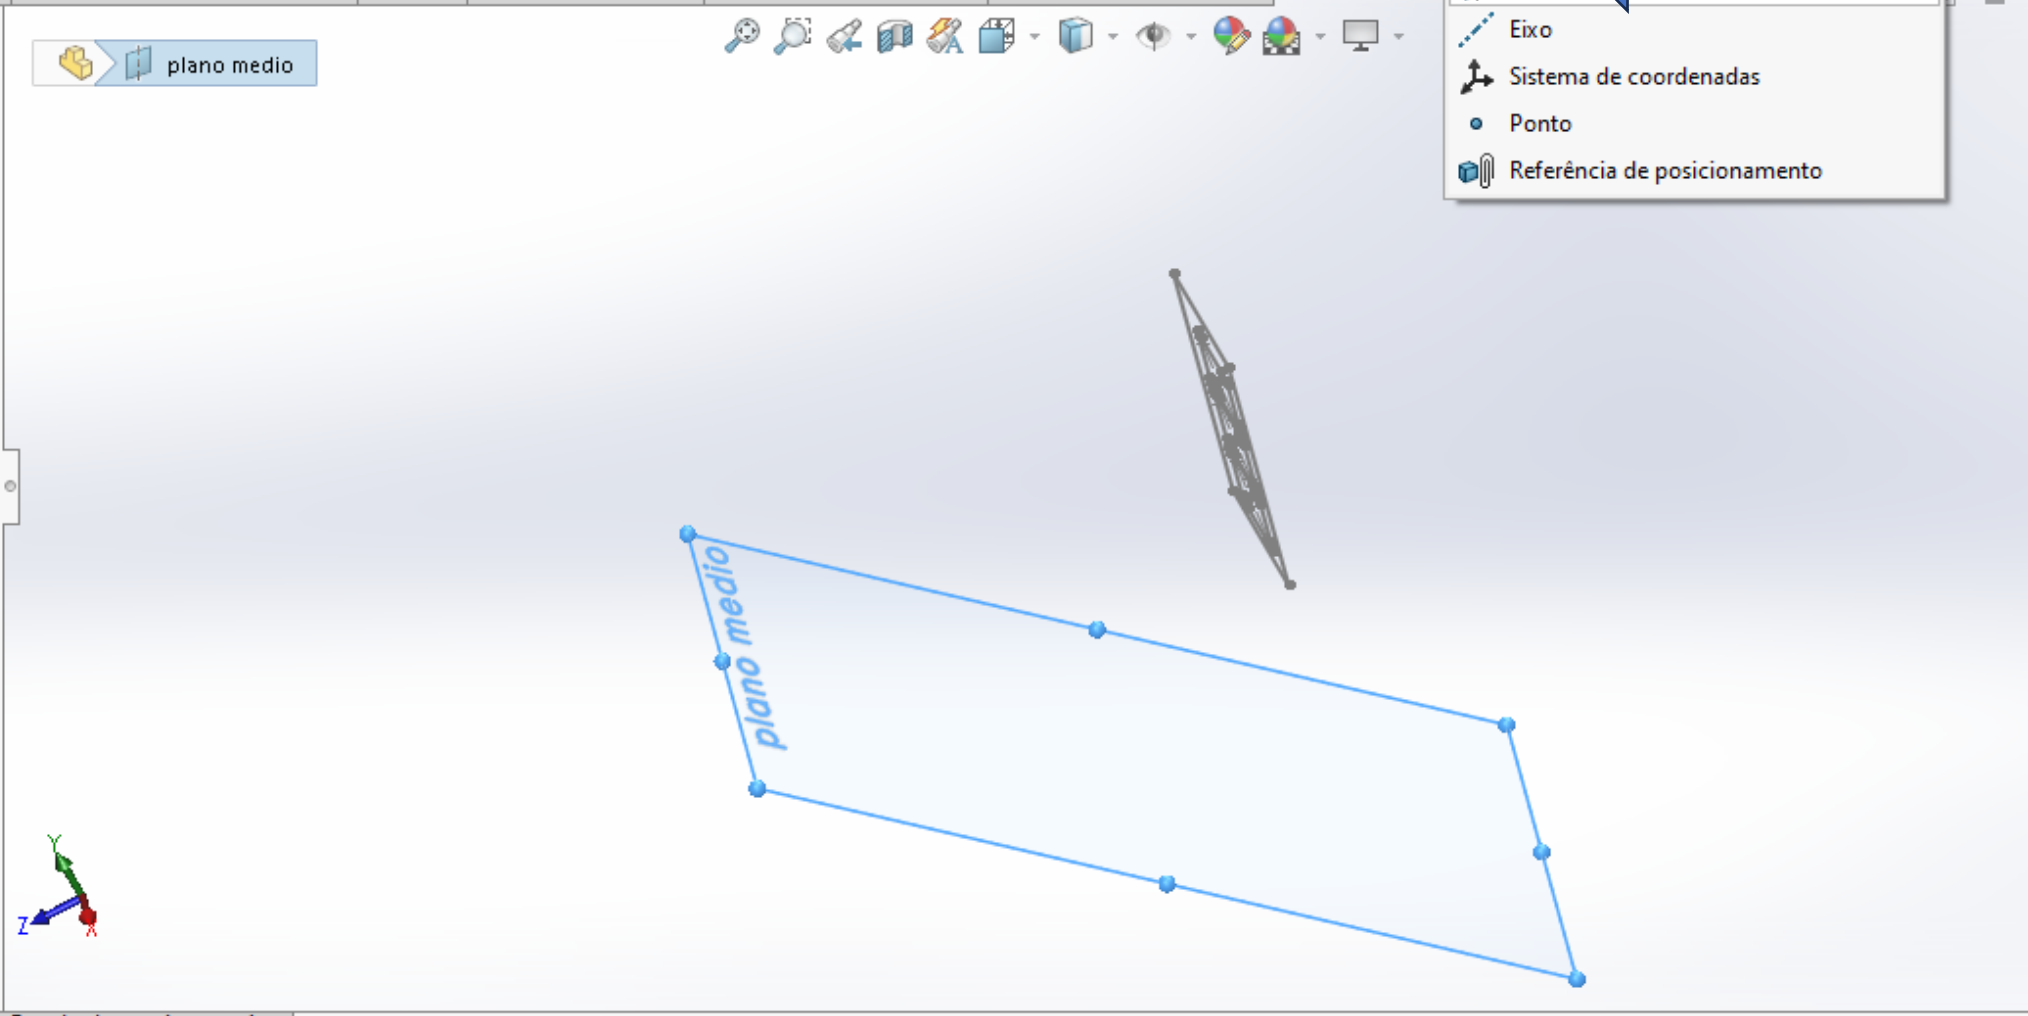 plano medio
Eixo
Sistema de coordenadas
Ponto
Referência de posicionamento
plano medio
Y
Z
X